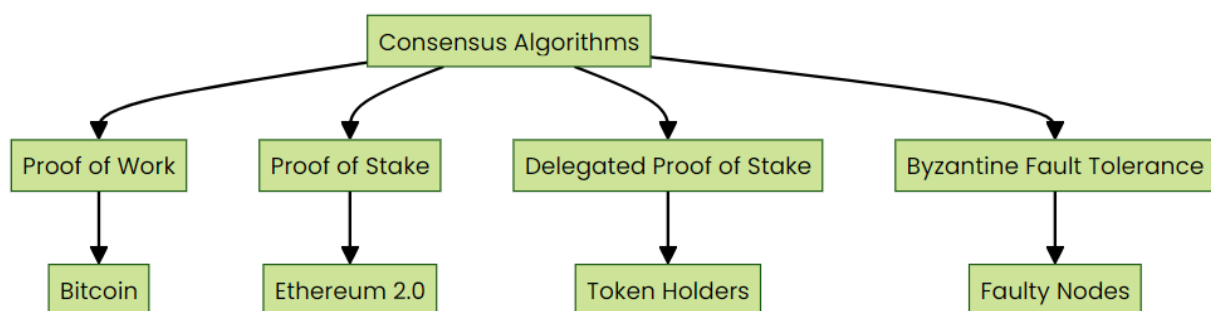 Consensus Algorithms
Proof of Work
Proof of Stake
Delegated Proof of Stake
Byzantine Fault Tolerance
Bitcoin
Ethereum 2.0
Token Holders
Faulty Nodes